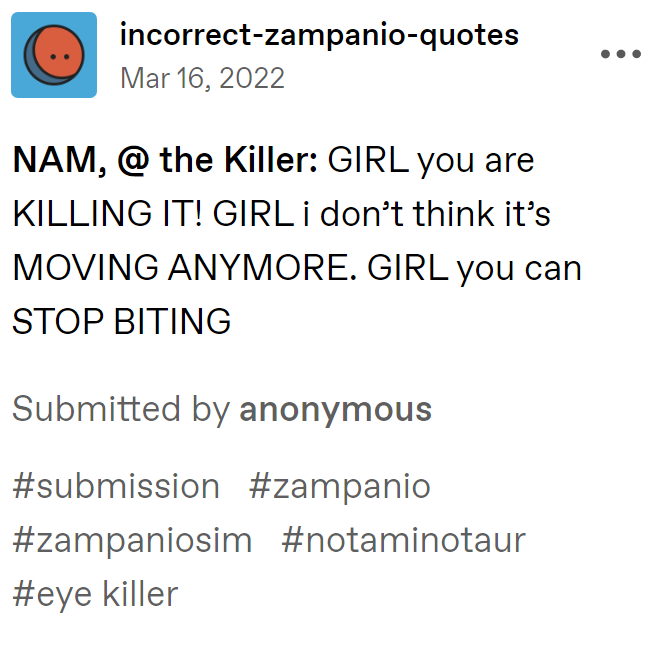 incorrect-zampanio-quotes
Mar 16, 2022
NAM, @ the Killer: GIRL you are
KILLING IT! GIRL i don’t think it’s
MOVING ANYMORE. GIRL you can
STOP BITING
Submitted by anonymous
#submission #zampanio
#zampaniosim #notaminotaur
#eye killer